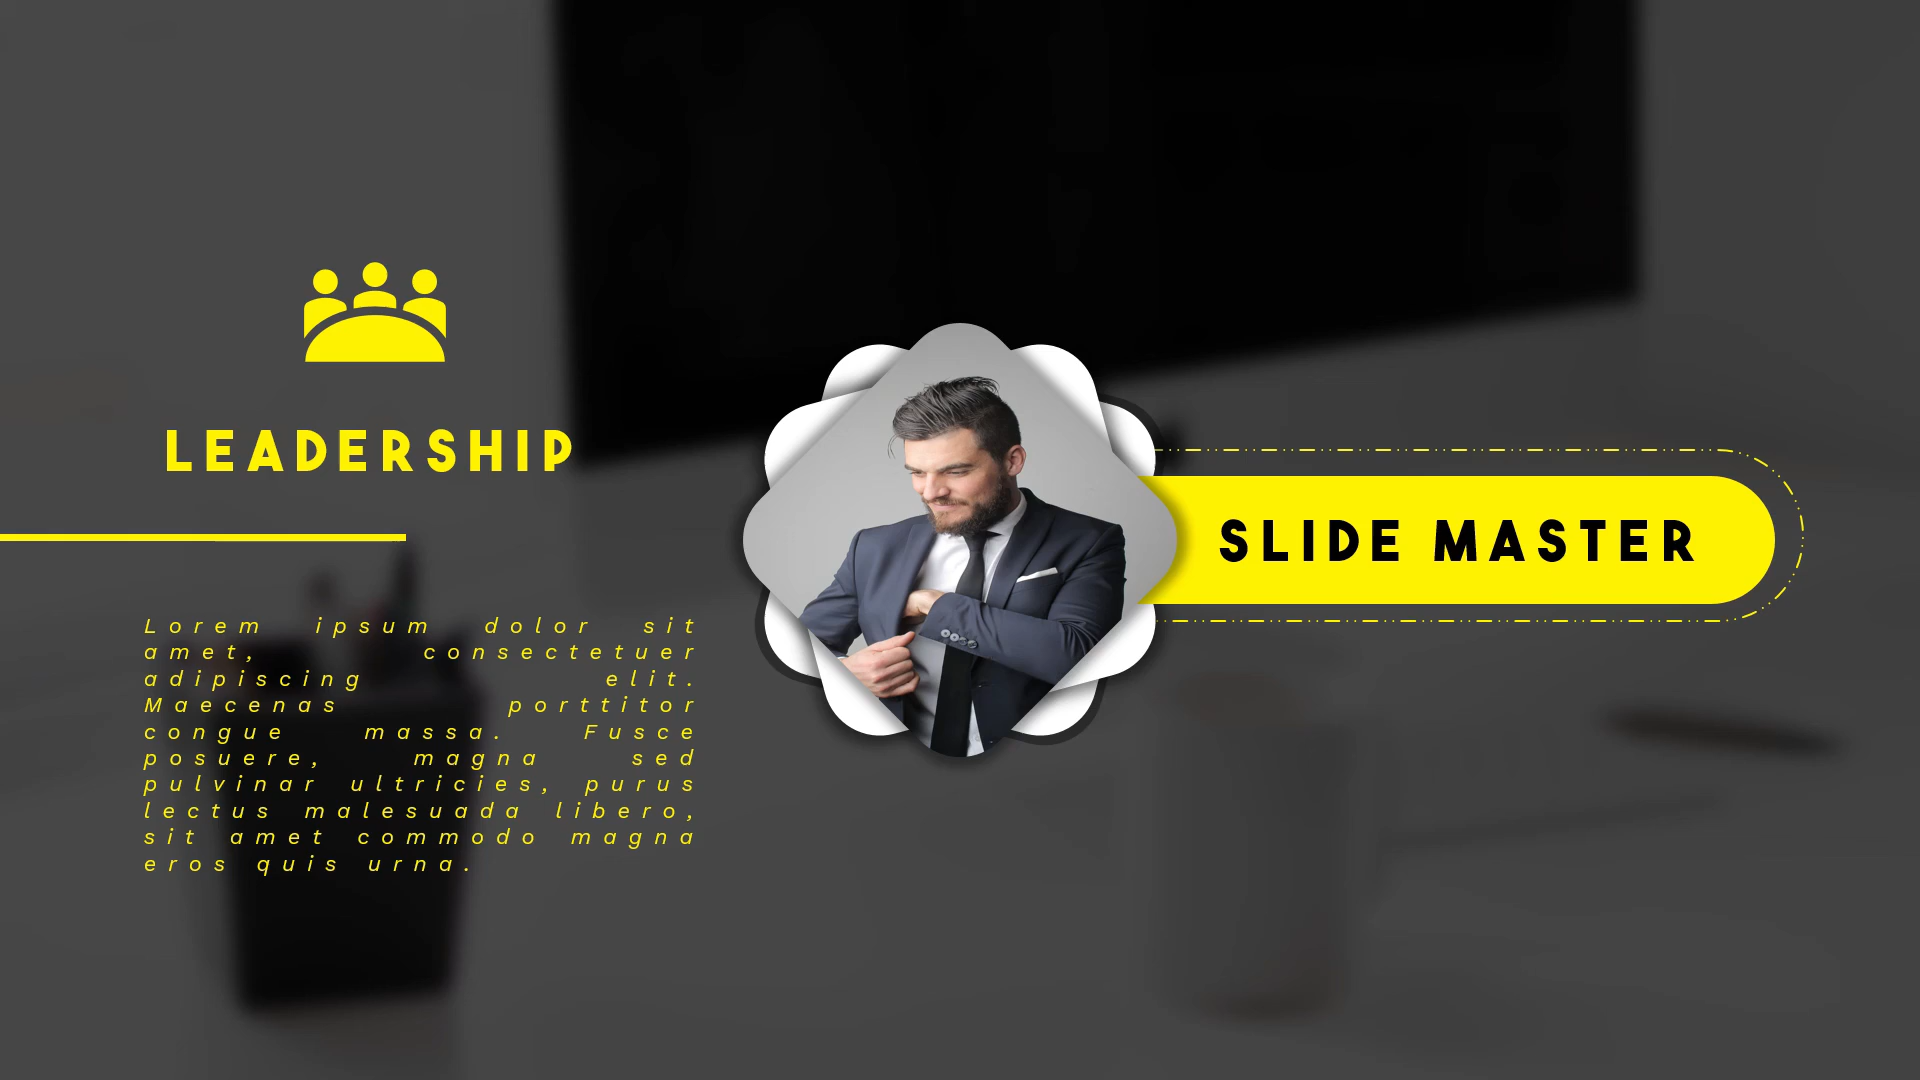 LEADERSHIP
Lorem ipsum dolor sit
amet, consectetuer
adipiscing elit.
Maecenas porttitor
congue massa. Fusce
posuere, magna sed
pulvinar ultricies, purus
lectus malesuada libero,
sit amet commodo magna
eros quis urna.
SLIDE MASTER